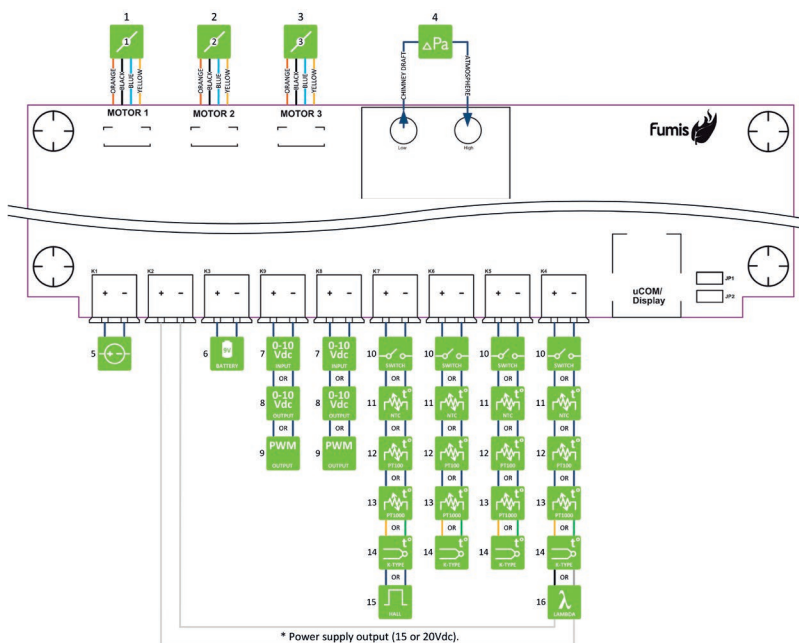 1 2 3 4
1 2 3 ΔPa
ORANGE BLACK BLUE YELLOW ORANGE BLACK BLUE YELLOW ORANGE BLACK BLUE YELLOW CHIMNEY DRAFT ATMOSPHERE
MOTOR 1 MOTOR 2 MOTOR 3
Low High
Fumis
K1 K2 K3 K9 K8 K7 K6 K5 K4
+ - + - + - + - + - + - + - + - + -
uCOM/
Display
JP1
JP2
5 + -
6 9V BATTERY
7 0-10 Vdc INPUT 7 0-10 Vdc INPUT
10 SWITCH 10 SWITCH 10 SWITCH 10 SWITCH
OR OR OR OR OR OR
8 0-10 Vdc OUTPUT 8 0-10 Vdc OUTPUT
11 t° NTC 11 t° NTC 11 t° NTC 11 t° NTC
OR OR OR OR OR OR
9 PWM OUTPUT 9 PWM OUTPUT
12 t° PT100 12 t° PT100 12 t° PT100 12 t° PT100
OR OR OR OR
13 t° PT1000 13 t° PT1000 13 t° PT1000 13 t° PT1000
OR OR OR OR
14 t° K-TYPE 14 t° K-TYPE 14 t° K-TYPE 14 t° K-TYPE
OR OR
15 HALL 16 λ LAMBDA
* Power supply output (15 or 20Vdc).